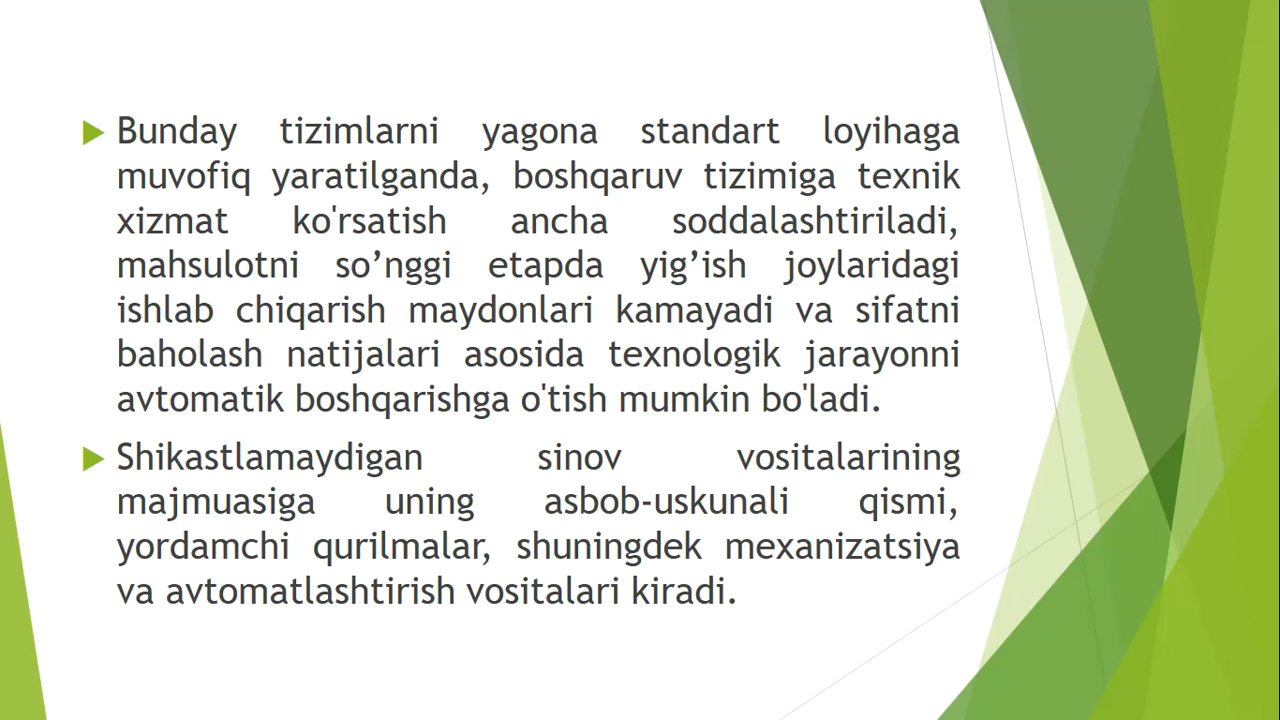 Bunday tizimlarni yagona standart loyihaga
muvofiq yaratilganda, boshqaruv tizimiga texnik
xizmat ko'rsatish ancha soddalashtiriladi,
mahsulotni so’nggi etapda yig’ish joylaridagi
ishlab chiqarish maydonlari kamayadi va sifatni
baholash natijalari asosida texnologik jarayonni
avtomatik boshqarishga o'tish mumkin bo'ladi.
Shikastlamaydigan sinov vositalarining
majmuasiga uning asbob-uskunali qismi,
yordamchi qurilmalar, shuningdek mexanizatsiya
va avtomatlashtirish vositalari kiradi.